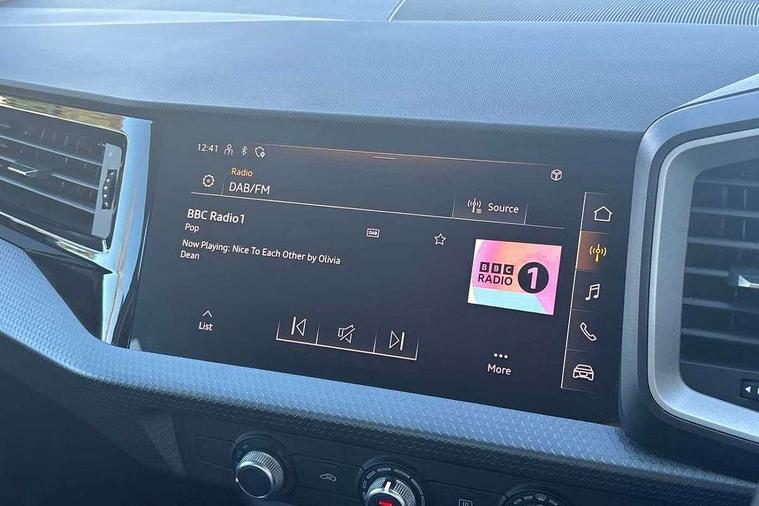 12:41
Radio
DAB/FM
Source
BBC Radio1
Pop
DAB
Now Playing: Nice To Each Other by Olivia
Dean
BBC
RADIO 1
List
More